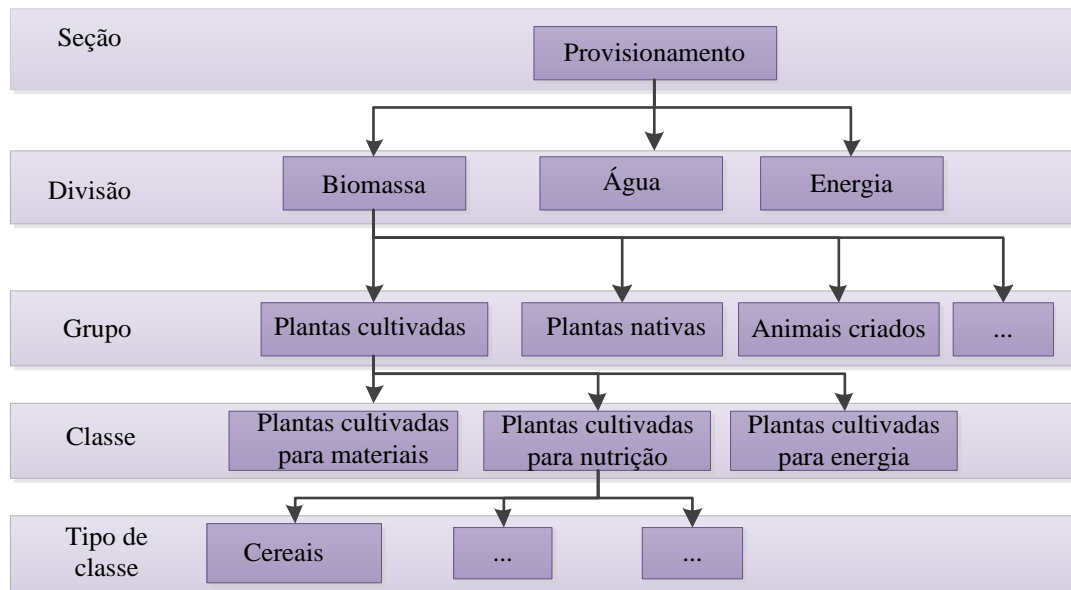 Seção
Provisionamento
Divisão
Biomassa
Água
Energia
Grupo
Plantas cultivadas
Plantas nativas
Animais criados
...
Classe
Plantas cultivadas
para materiais
Plantas cultivadas
para nutrição
Plantas cultivadas
para energia
Tipo de
classe
Cereais
...
...